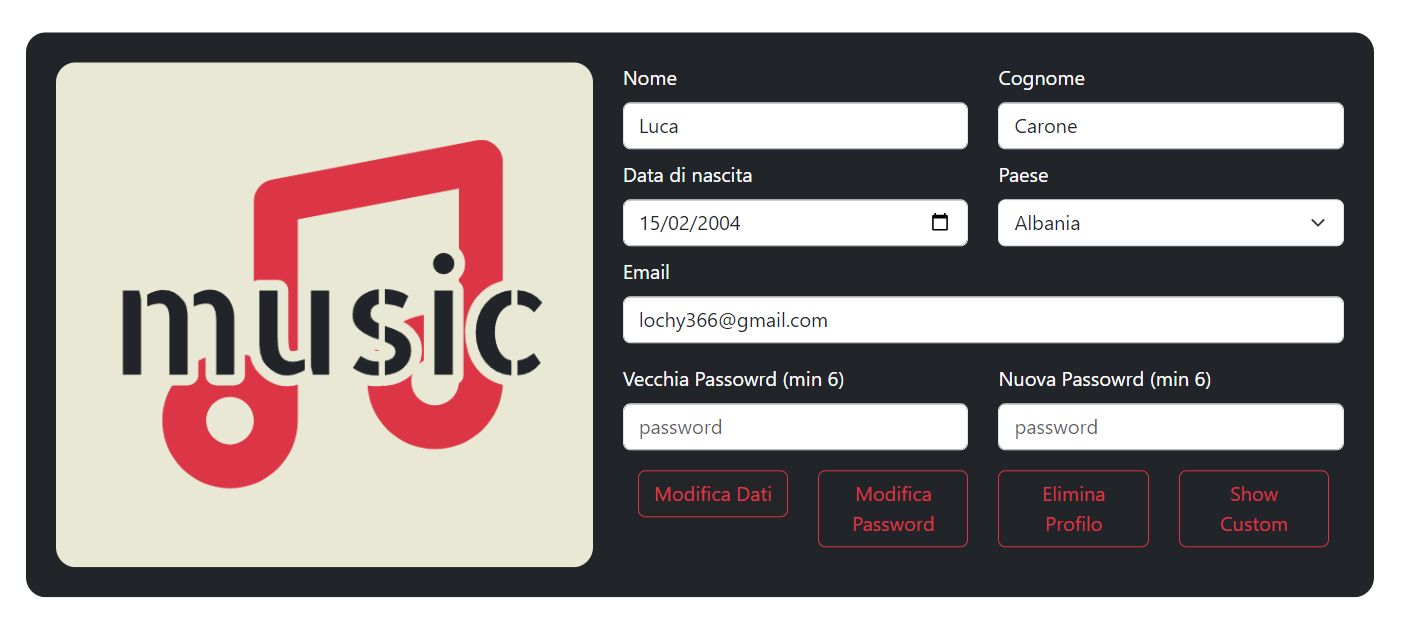 music
Nome
Cognome
Luca
Carone
Data di nascita
Paese
15/02/2004
Albania
Email
lochy366@gmail.com
Vecchia Passowrd (min 6)
Nuova Passowrd (min 6)
password
password
Modifica Dati
Modifica
Password
Elimina
Profilo
Show
Custom